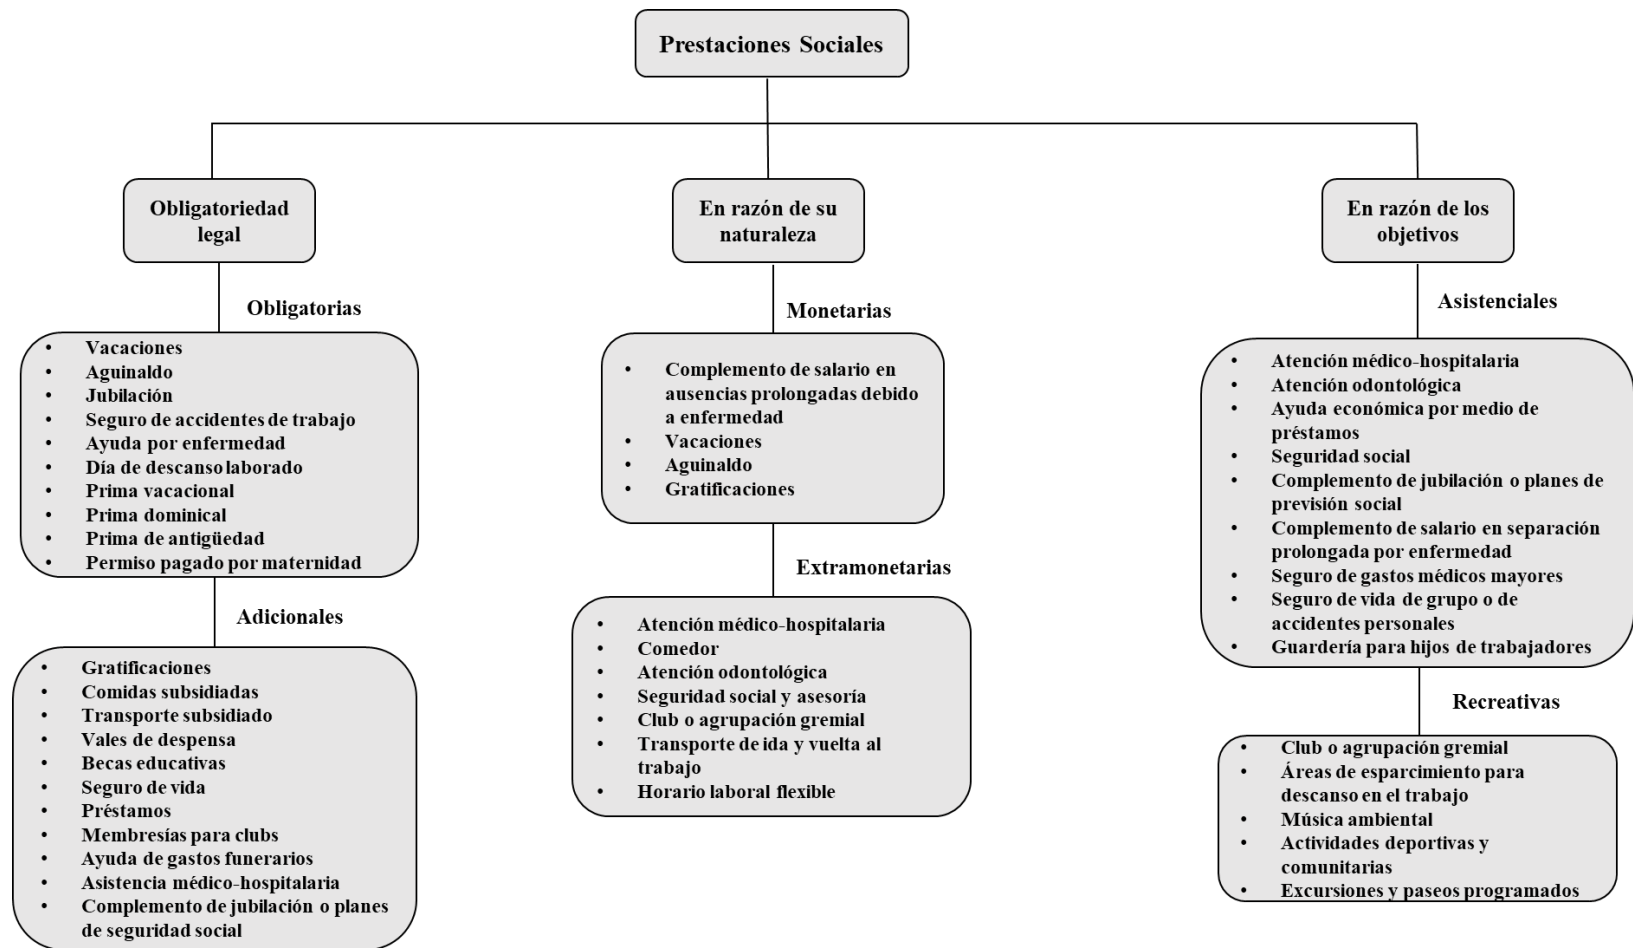 Prestaciones Sociales
Obligatoriedad
legal
Obligatorias
• Vacaciones
• Aguinaldo
• Jubilación
• Seguro de accidentes de trabajo
• Ayuda por enfermedad
• Día de descanso laborado
• Prima vacacional
• Prima dominical
• Prima de antigüedad
• Permiso pagado por maternidad
Adicionales
• Gratificaciones
• Comidas subsidiadas
• Transporte subsidiado
• Vales de despensa
• Becas educativas
• Seguro de vida
• Préstamos
• Membresías para clubs
• Ayuda de gastos funerarios
• Asistencia médico-hospitalaria
• Complemento de jubilación o planes
de seguridad social
En razón de su
naturaleza
Monetarias
• Complemento de salario en
ausencias prolongadas debido
a enfermedad
• Vacaciones
• Aguinaldo
• Gratificaciones
Extramonetarias
• Atención médico-hospitalaria
• Comedor
• Atención odontológica
• Seguridad social y asesoría
• Club o agrupación gremial
• Transporte de ida y vuelta al
trabajo
• Horario laboral flexible
En razón de los
objetivos
Asistenciales
• Atención médico-hospitalaria
• Atención odontológica
• Ayuda económica por medio de
préstamos
• Seguridad social
• Complemento de jubilación o planes de
previsión social
• Complemento de salario en separación
prolongada por enfermedad
• Seguro de gastos médicos mayores
• Seguro de vida de grupo o de
accidentes personales
• Guardería para hijos de trabajadores
Recreativas
• Club o agrupación gremial
• Áreas de esparcimiento para
descanso en el trabajo
• Música ambiental
• Actividades deportivas y
comunitarias
• Excursiones y paseos programados